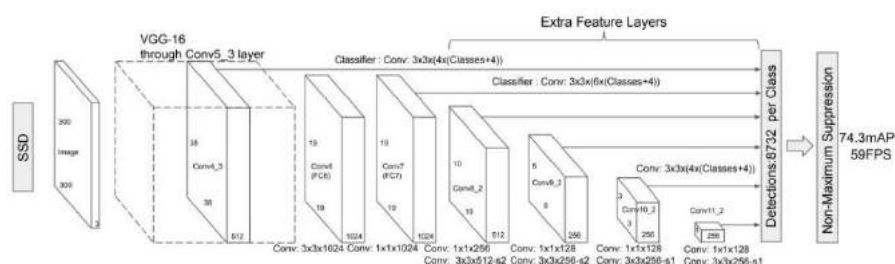 Extra Feature Layers
VGG-16
through Conv5_3 layer
Classifier : Conv: 3x3x(4x(Classes+4))
Classifier : Conv: 3x3x(6x(Classes+4))
SSD
300
Image
300
3
38
Conv4_3
38
512
19
Conv6
(FC6)
19
1024
19
Conv7
(FC7)
19
1024
10
Conv8_2
10
512
5
Conv9_2
5
256
Conv: 3x3x(4x(Classes+4))
3
Conv10_2
3
256
Conv11_2
256
Detections:8732 per Class
Non-Maximum Suppression
74.3mAP
59FPS
Conv: 3x3x1024
Conv: 1x1x1024
Conv: 1x1x256
Conv: 3x3x512-s2
Conv: 1x1x128
Conv: 3x3x256-s2
Conv: 1x1x128
Conv: 3x3x256-s1
Conv: 1x1x128
Conv: 3x3x256-s1